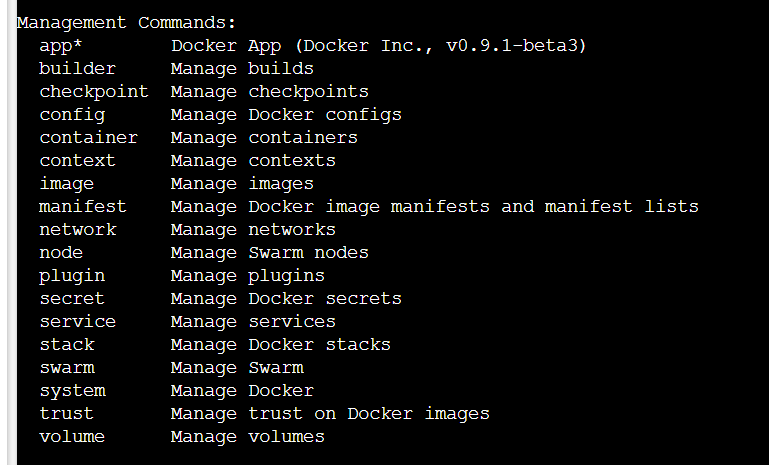 Management Commands:
  app*        Docker App (Docker Inc., v0.9.1-beta3)
  builder     Manage builds
  checkpoint  Manage checkpoints
  config      Manage Docker configs
  container   Manage containers
  context     Manage contexts
  image       Manage images
  manifest    Manage Docker image manifests and manifest lists
  network     Manage networks
  node        Manage Swarm nodes
  plugin      Manage plugins
  secret      Manage Docker secrets
  service     Manage services
  stack       Manage Docker stacks
  swarm       Manage Swarm
  system      Manage Docker
  trust       Manage trust on Docker images
  volume      Manage volumes